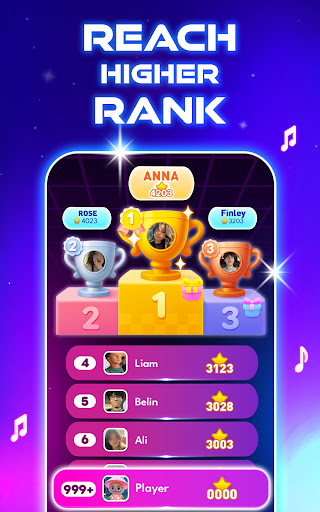 REACH
HIGHER
RANK
ANNA
4203
ROSE
4023
Finley
3203
1
2
3
1
2
3
4 Liam 3123
5 Belin 3028
6 Ali 3003
999+ Player 0000